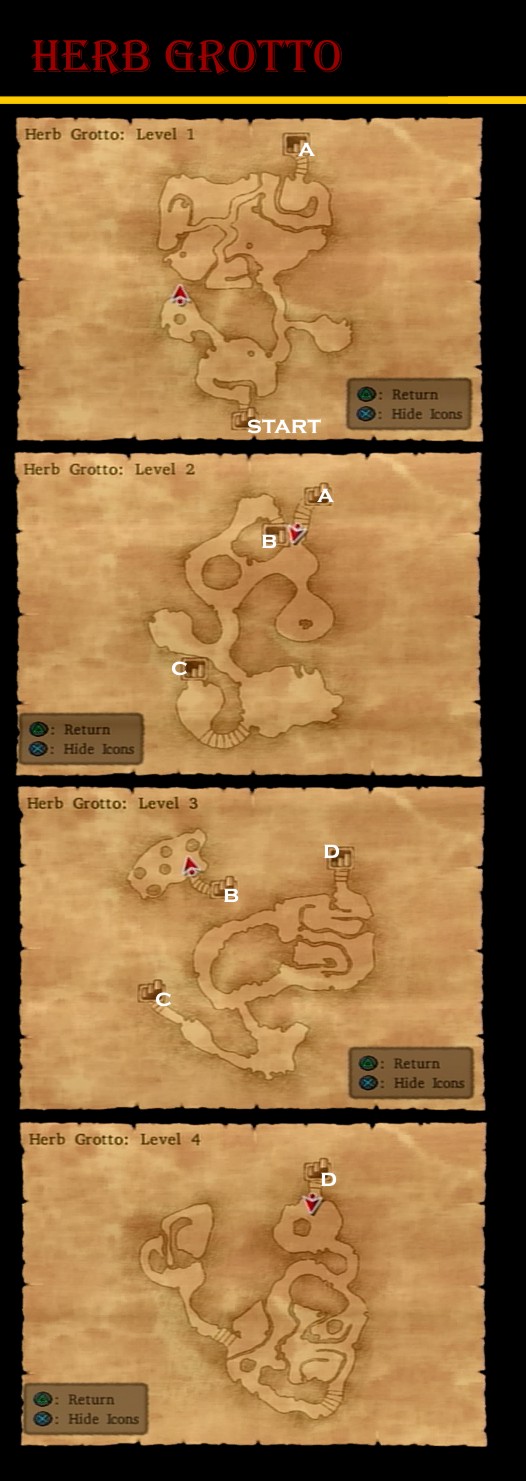 HERB GROTTO
Herb Grotto: Level 1
A
: Return
: Hide Icons
START
Herb Grotto: Level 2
A
B
C
: Return
: Hide Icons
Herb Grotto: Level 3
D
B
C
: Return
: Hide Icons
Herb Grotto: Level 4
D
: Return
: Hide Icons